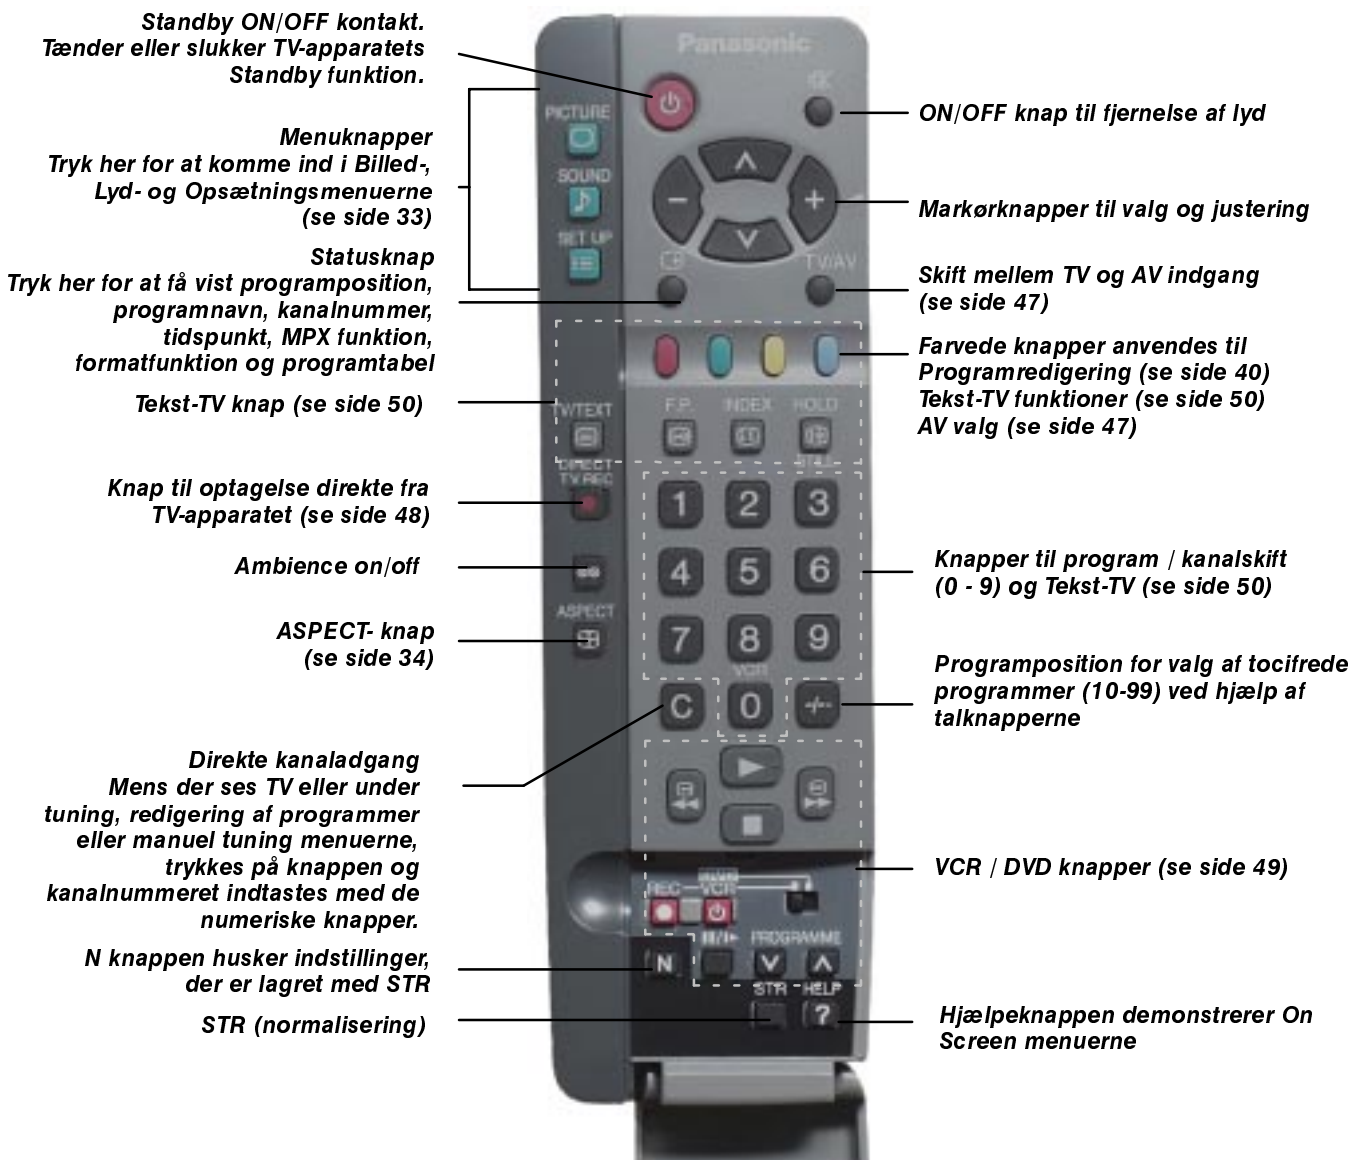 Standby ON/OFF kontakt.
Tænder eller slukker TV-apparatets
Standby funktion.
Menuknapper
Tryk her for at komme ind i Billed-,
Lyd- og Opsætningsmenuerne
(se side 33)
Statusknap
Tryk her for at få vist programposition,
programnavn, kanalnummer,
tidspunkt, MPX funktion,
formatfunktion og programtabel
Tekst-TV knap (se side 50)
Knap til optagelse direkte fra
TV-apparatet (se side 48)
Ambience on/off
ASPECT- knap
(se side 34)
Direkte kanaladgang
Mens der ses TV eller under
tuning, redigering af programmer
eller manuel tuning menuerne,
trykkes på knappen og
kanalnummeret indtastes med de
numeriske knapper.
N knappen husker indstillinger,
der er lagret med STR
STR (normalisering)
Panasonic
PICTURE
SOUND
SET UP
TV/AV
TV/TEXT
F.P.
INDEX
HOLD
DIRECT
TV REC
1 2 3
4 5 6
ASPECT
7 8 9
VCR
C 0 -/--
REC VCR
PROGRAMME
N
STR HELP
?
ON/OFF knap til fjernelse af lyd
Markørknapper til valg og justering
Skift mellem TV og AV indgang
(se side 47)
Farvede knapper anvendes til
Programredigering (se side 40)
Tekst-TV funktioner (se side 50)
AV valg (se side 47)
Knapper til program / kanalskift
(0 - 9) og Tekst-TV (se side 50)
Programposition for valg af tocifrede
programmer (10-99) ved hjælp af
talknapperne
VCR / DVD knapper (se side 49)
Hjælpeknappen demonstrerer On
Screen menuerne